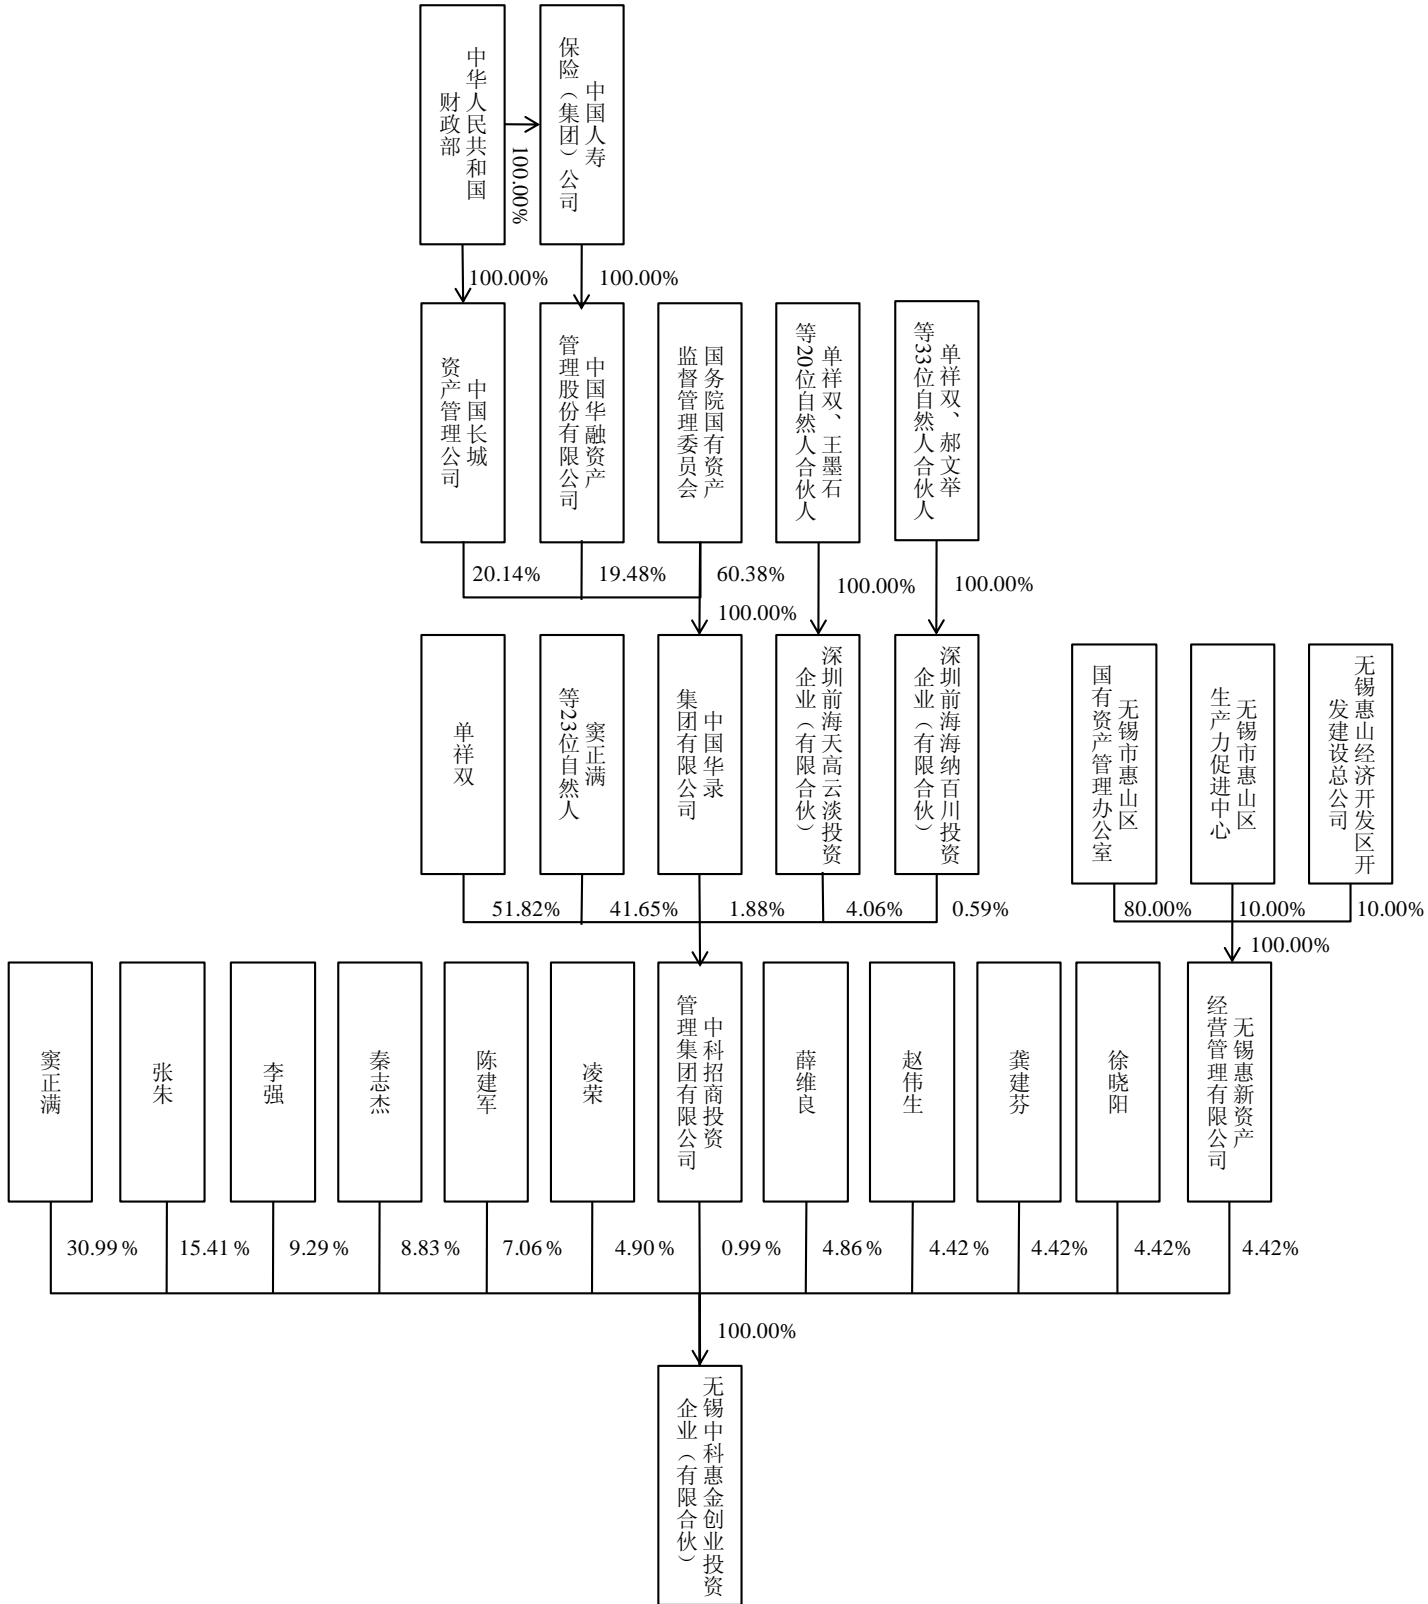 中华人民共和国
财政部
中国人寿
保险（集团）公司
100.00%
100.00%
100.00%
中国长城
资产管理公司
中国华融资产
管理股份有限公司
国务院国有资产
监督管理委员会
单祥双、王墨石
等20位自然人合伙人
单祥双、郝文举
等33位自然人合伙人
20.14%
19.48%
60.38%
100.00%
100.00%
100.00%
单祥双
窦正满
等23位自然人
中国华录
集团有限公司
深圳前海天高云淡投资
企业（有限合伙）
深圳前海海纳百川投资
企业（有限合伙）
无锡市惠山区
国有资产管理办公室
无锡市惠山区
生产力促进中心
无锡惠山经济开发区开
发建设总公司
51.82%
41.65%
1.88%
4.06%
0.59%
80.00%
10.00%
10.00%
100.00%
窦正满
张朱
李强
秦志杰
陈建军
凌荣
中科招商投资
管理集团有限公司
薛维良
赵伟生
龚建芬
徐晓阳
无锡惠新资产
经营管理有限公司
30.99%
15.41%
9.29%
8.83%
7.06%
4.90%
0.99%
4.86%
4.42%
4.42%
4.42%
4.42%
100.00%
无锡中科惠金创业投资
企业（有限合伙）